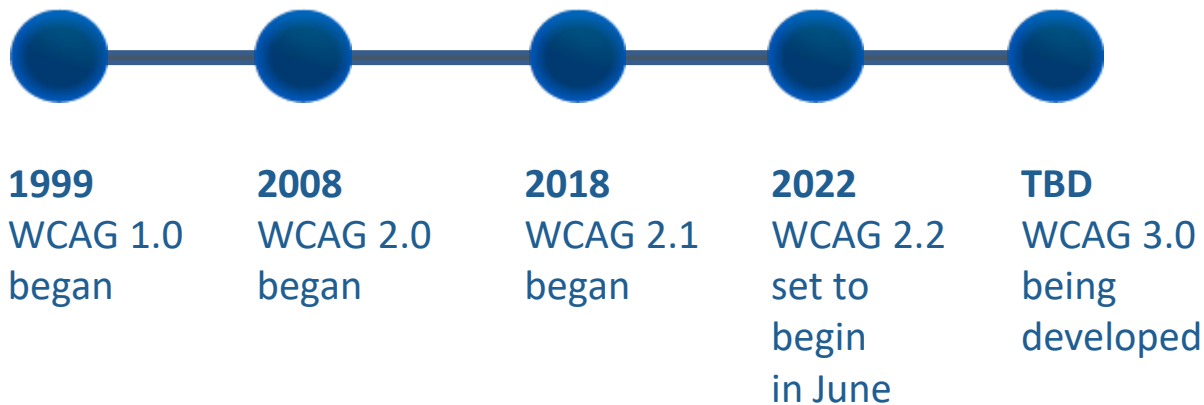 1999
WCAG 1.0
began
2008
WCAG 2.0
began
2018
WCAG 2.1
began
2022
WCAG 2.2
set to
begin
in June
TBD
WCAG 3.0
being
developed